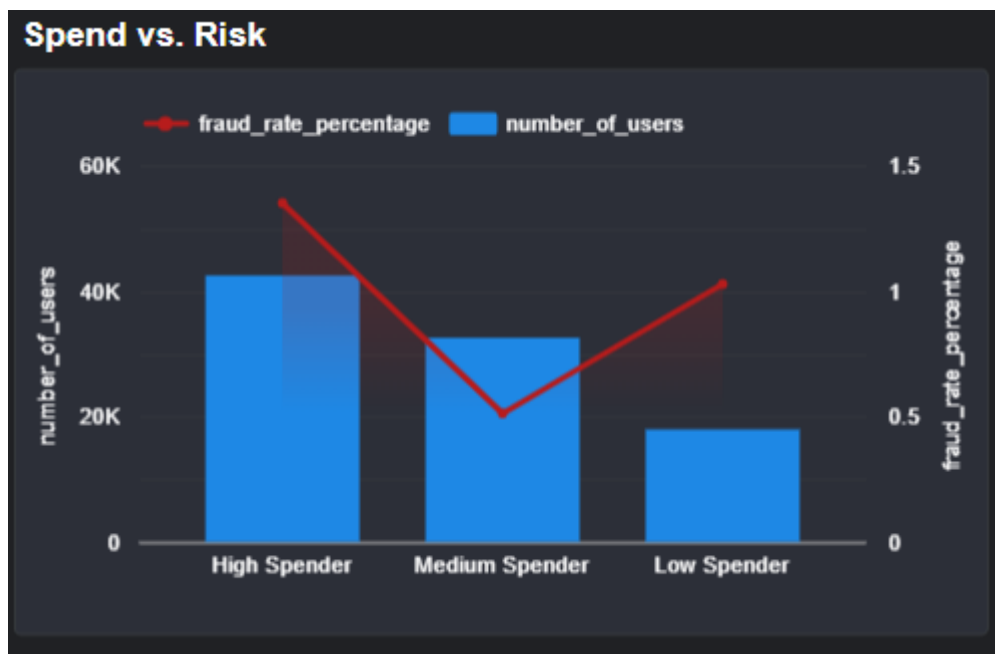 Spend vs. Risk
fraud_rate_percentage number_of_users
60K 1.5
40K 1
20K 0.5
0 0
number_of_users
fraud_rate_percentage
High Spender Medium Spender Low Spender